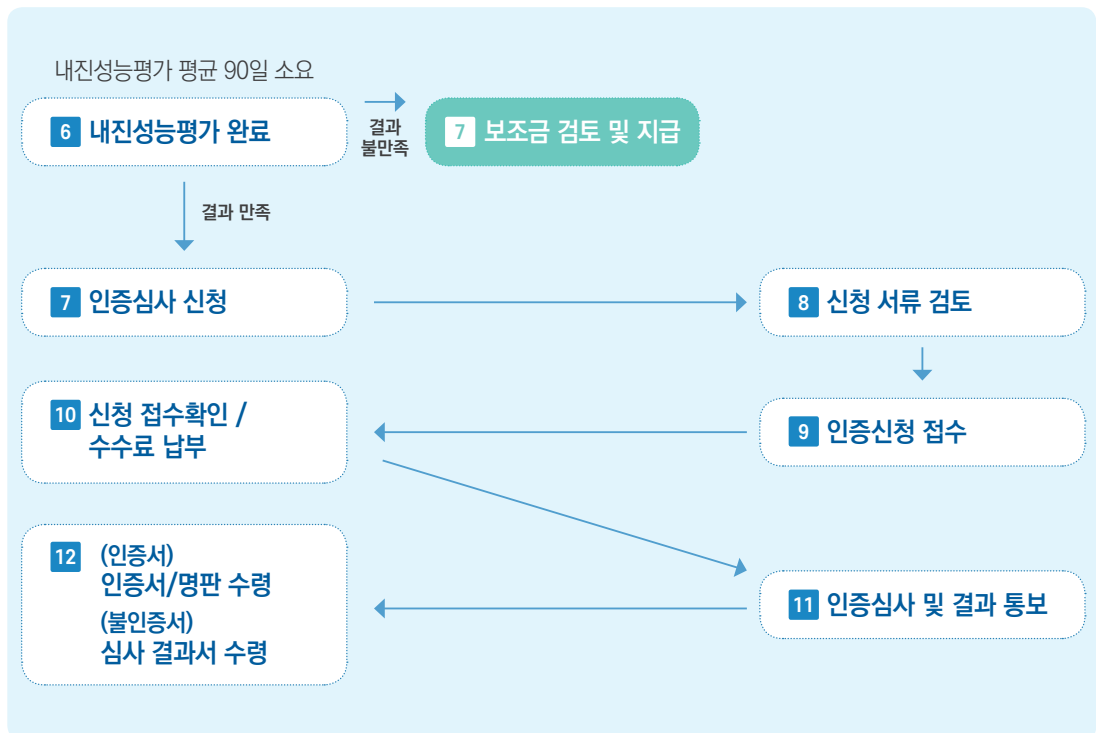 내진성능평가 평균 90일 소요
6 내진성능평가 완료
결과
불만족
7 보조금 검토 및 지급
결과 만족
7 인증심사 신청
8 신청 서류 검토
10 신청 접수확인 /
수수료 납부
9 인증신청 접수
12 (인증서)
인증서/명판 수령
(불인증서)
심사 결과서 수령
11 인증심사 및 결과 통보